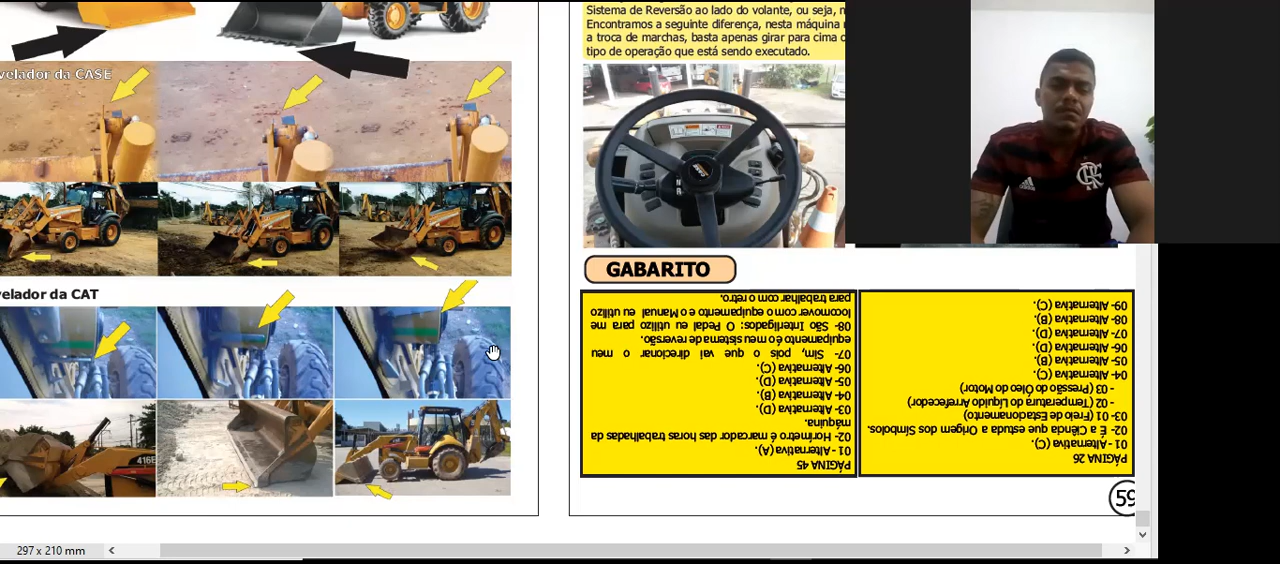 velador da CASE
velador da CAT
416E
Sistema de Reversão ao lado do volante, ou seja, n
Encontramos a seguinte diferença, nesta máquina
a troca de marchas, basta apenas girar para cima o
tipo de operação que está sendo executado.
GABARITO
PÁGINA 45
01 - Alternativa (A).
02- Horímetro é marcador das horas trabalhadas da
máquina.
03- Alternativa (D).
04- Alternativa (B)
05- Alternativa (D).
06- Alternativa (C).
07- Sim, pois o que vai direcionar o meu
equipamento é o meu sistema de reversão.
08- São Interligados: O Pedal eu utilizo para me
locomover com o equipamento e o Manual eu utilizo
para trabalhar com o retro.
PÁGINA 26
01 - Alternativa (C).
02- É a Ciência que estuda a Origem dos Símbolos.
03- 01 (Freio de Estacionamento)
- 02 (Temperatura do Líquido Arrefecedor)
- 03 (Pressão do Óleo do Motor)
04- Alternativa (C).
05- Alternativa (B).
06- Alternativa (D).
07- Alternativa (D).
08- Alternativa (B).
09- Alternativa (C).
59
297 x 210 mm